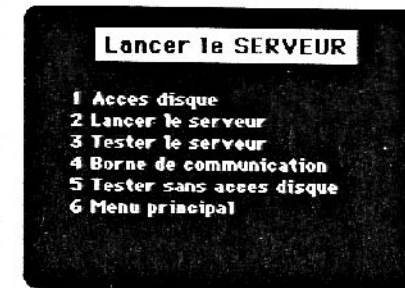 Lancer le SERVEUR
1 Acces disque
2 Lancer le serveur
3 Tester le serveur
4 Borne de communication
5 Tester sans acces disque
6 Menu principal